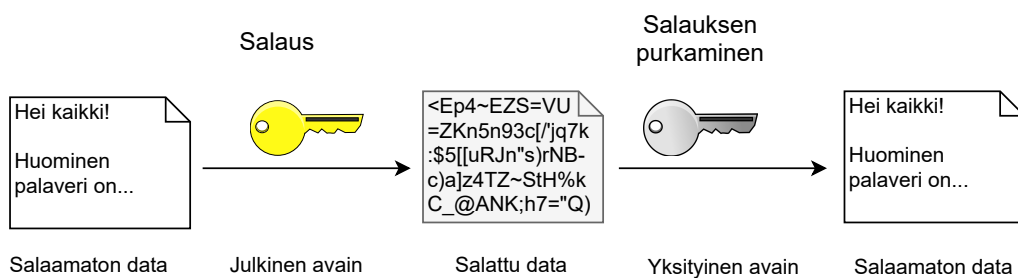 Salaus
Salauksen
purkaminen
Hei kaikki!
Huominen
palaveri on...
<Ep4~EZS=VU
=ZKn5n93c[/'jq7k
:$5[[uRJn"s)rNB-
c)a]z4TZ~StH%k
C_@ANK;h7="Q)
Hei kaikki!
Huominen
palaveri on...
Salaamaton data
Julkinen avain
Salattu data
Yksityinen avain
Salaamaton data